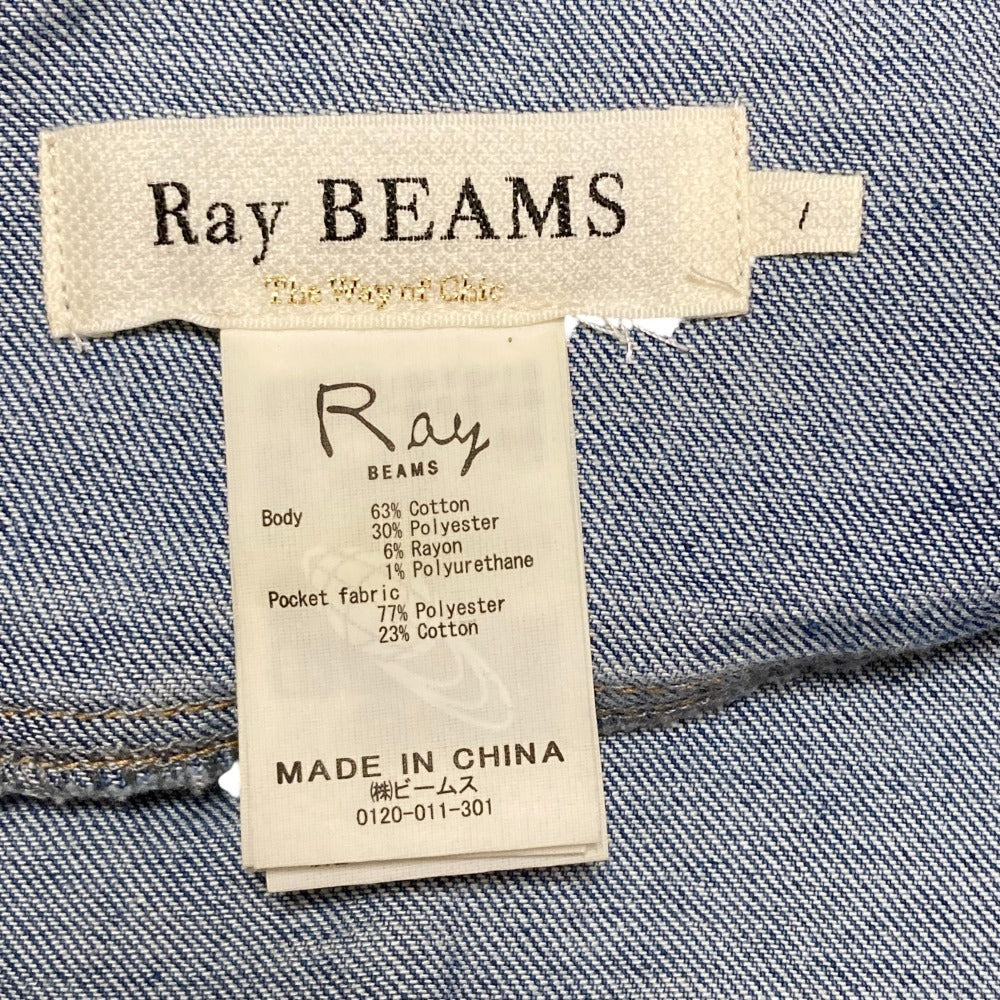 Ray BEAMS
The Way of Chic
1
Ray
BEAMS
Body 63% Cotton
30% Polyester
6% Rayon
1% Polyurethane
Pocket fabric
77% Polyester
23% Cotton
MADE IN CHINA
㈱ビームス
0120-011-301